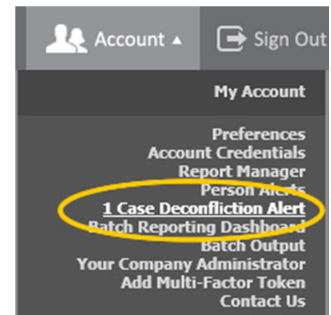 Account ▲ Sign Out
My Account
Preferences
Account Credentials
Report Manager
Person Alerts
1 Case Deconfliction Alert
Batch Reporting Dashboard
Batch Output
Your Company Administrator
Add Multi-Factor Token
Contact Us